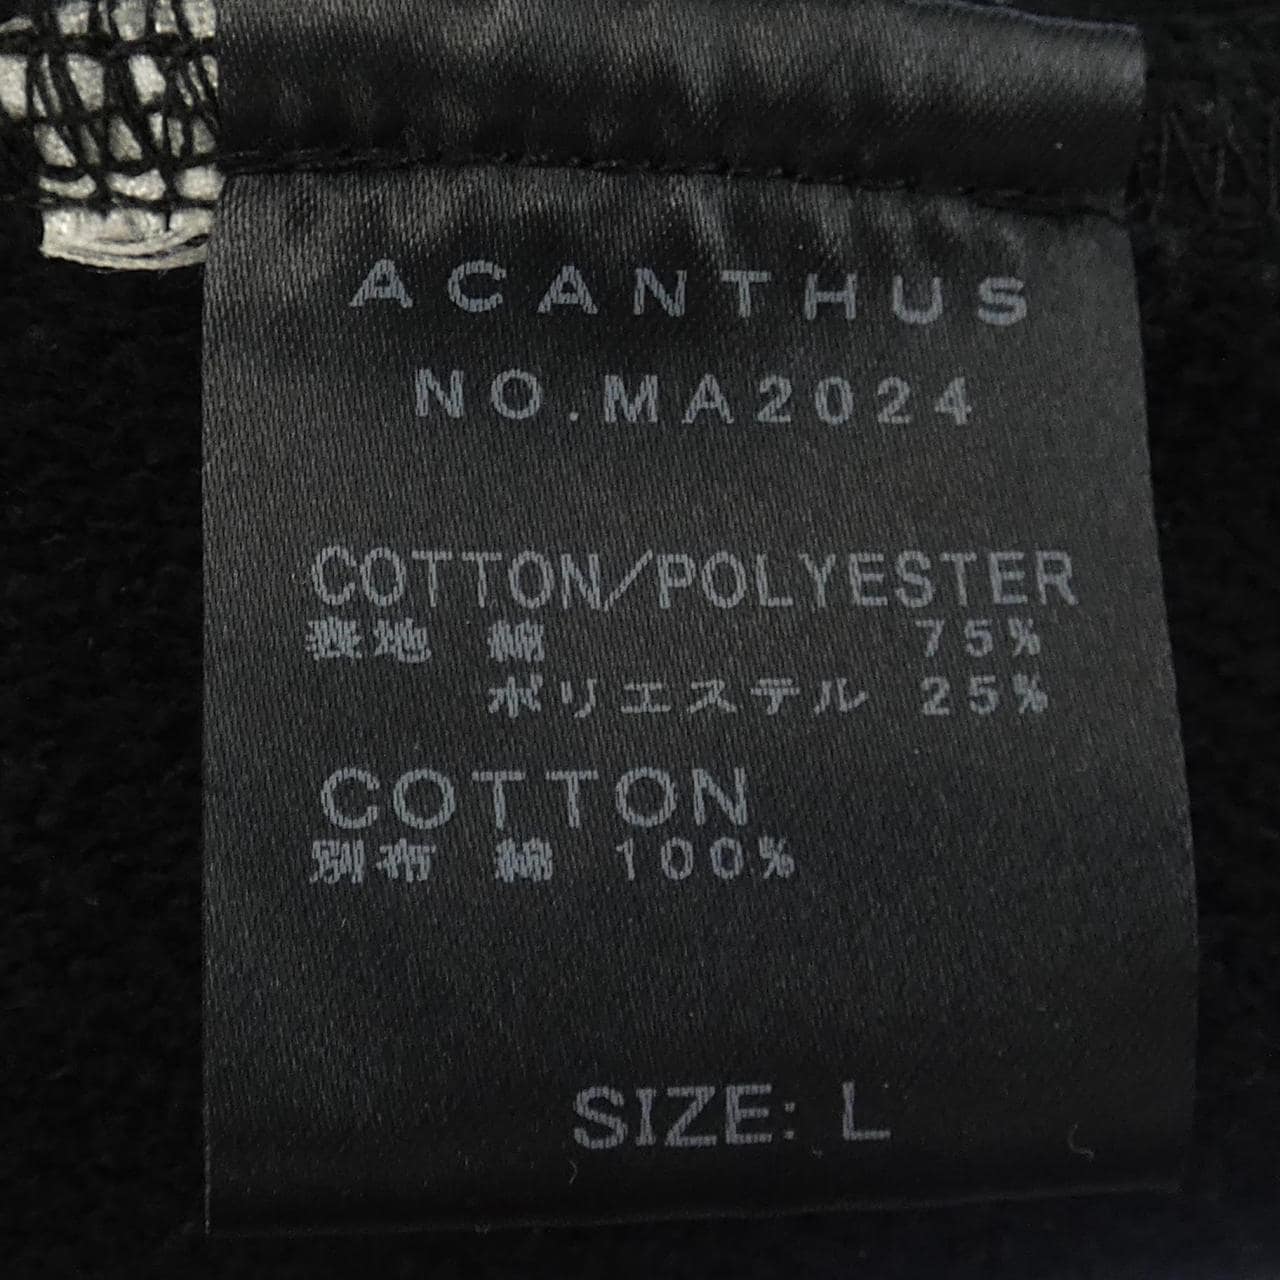 ACANTHUS
NO.MA2024
COTTON/POLYESTER
表地 綿 75%
ポリエステル 25%
COTTON
別布 綿 100%
SIZE: L